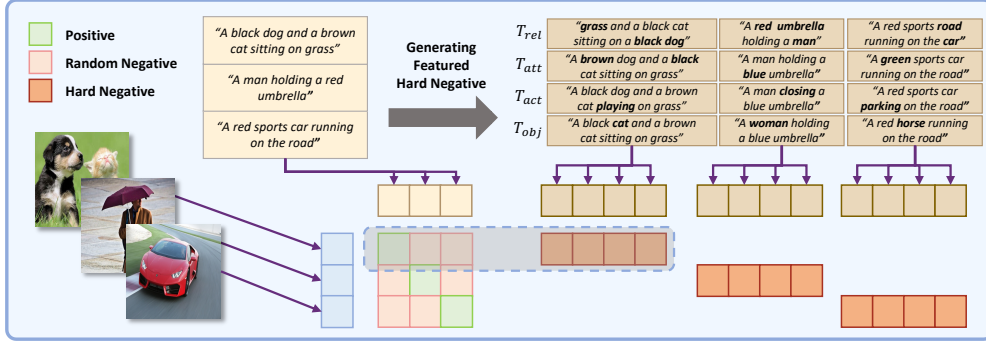 Positive
Random Negative
Hard Negative
“A black dog and a brown
cat sitting on grass”
“A man holding a red
umbrella”
“A red sports car running
on the road”
Generating
Featured
Hard Negative
T_rel
“grass and a black cat
sitting on a black dog”
“A red umbrella
holding a man”
“A red sports road
running on the car”
T_att
“A brown dog and a black
cat sitting on grass”
“A man holding a
blue umbrella”
“A green sports car
running on the road”
T_act
“A black dog and a brown
cat playing on grass”
“A man closing a
blue umbrella”
“A red sports car
parking on the road”
T_obj
“A black cat and a brown
cat sitting on grass”
“A woman holding
a blue umbrella”
“A red horse running
on the road”